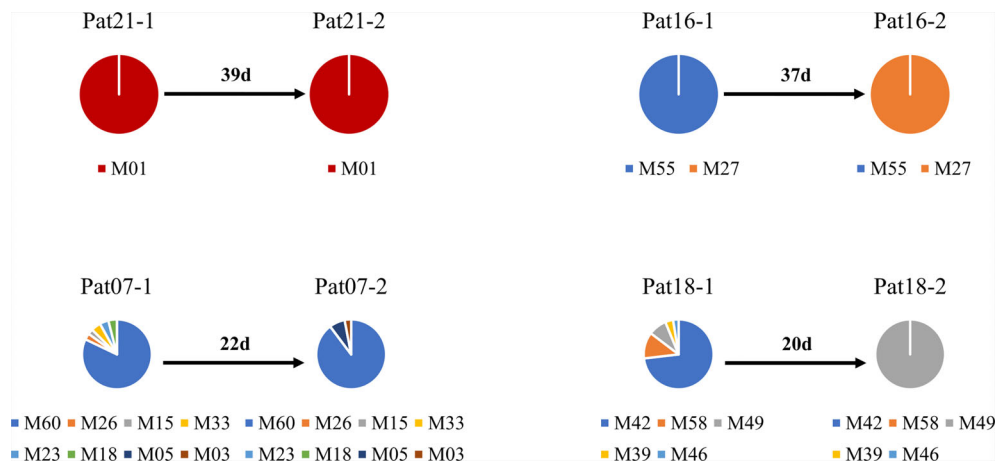 Pat21-1 Pat21-2 Pat16-1 Pat16-2
39d 37d
M01 M01 M55 M27 M55 M27
Pat07-1 Pat07-2 Pat18-1 Pat18-2
22d 20d
M60 M26 M15 M33 M60 M26 M15 M33 M42 M58 M49 M42 M58 M49
M23 M18 M05 M03 M23 M18 M05 M03 M39 M46 M39 M46